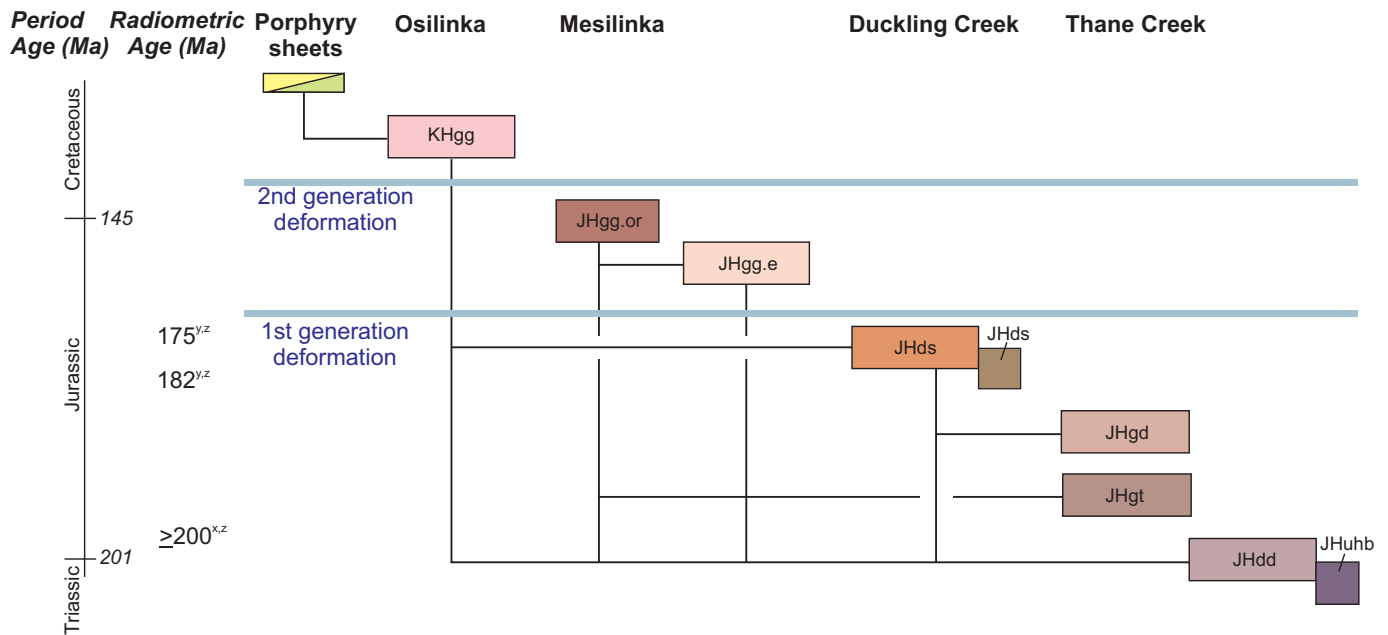 Period
Age (Ma)
Radiometric
Age (Ma)
Porphyry
sheets
Osilinka
Mesilinka
Duckling Creek
Thane Creek
Cretaceous
KHgg
2nd generation
deformation
145
JHgg.or
JHgg.e
Jurassic
175y,z
1st generation
deformation
JHds
JHds
182y,z
JHgd
JHgt
≥200x,z
201
JHdd
JHuhb
Triassic